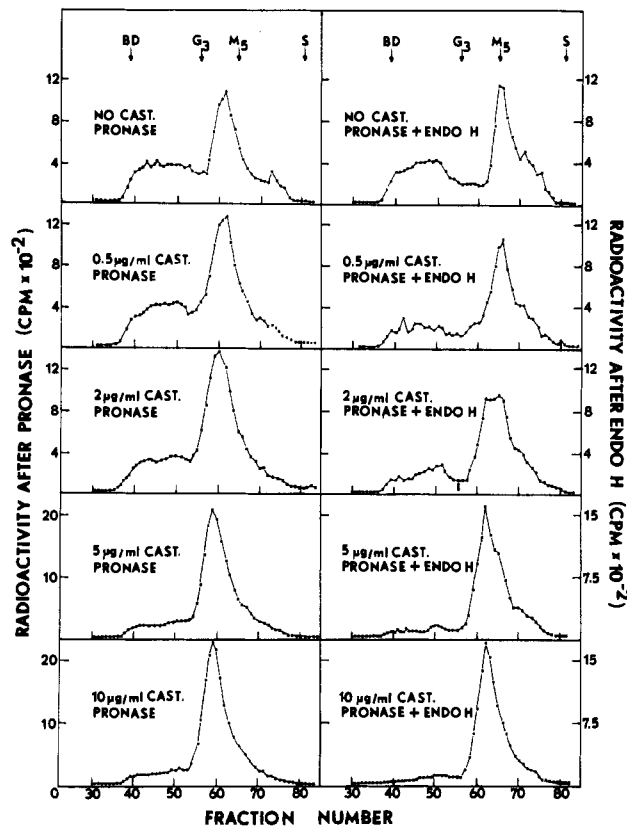 BD G3 M5 S BD G3 M5 S
NO CAST.
PRONASE
NO CAST.
PRONASE + ENDO H
12
8
4
12
8
4
0.5 µg/ml CAST.
PRONASE
0.5 µg/ml CAST.
PRONASE + ENDO H
12
8
4
12
8
4
2 µg/ml CAST.
PRONASE
2 µg/ml CAST.
PRONASE + ENDO H
12
8
4
12
8
4
5 µg/ml CAST.
PRONASE
5 µg/ml CAST.
PRONASE + ENDO H
20
10
15
7.5
10 µg/ml CAST.
PRONASE
10 µg/ml CAST.
PRONASE + ENDO H
20
10
15
7.5
30 40 50 60 70 80 30 40 50 60 70 80
FRACTION NUMBER
RADIOACTIVITY AFTER PRONASE (CPM x 10-2)
RADIOACTIVITY AFTER ENDO H (CPM x 10-2)